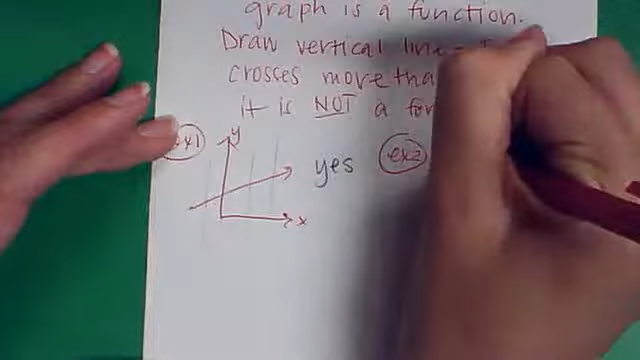 graph is a function.
Draw vertical line
crosses more tha
it is NOT a
ex1 y yes ex2
x